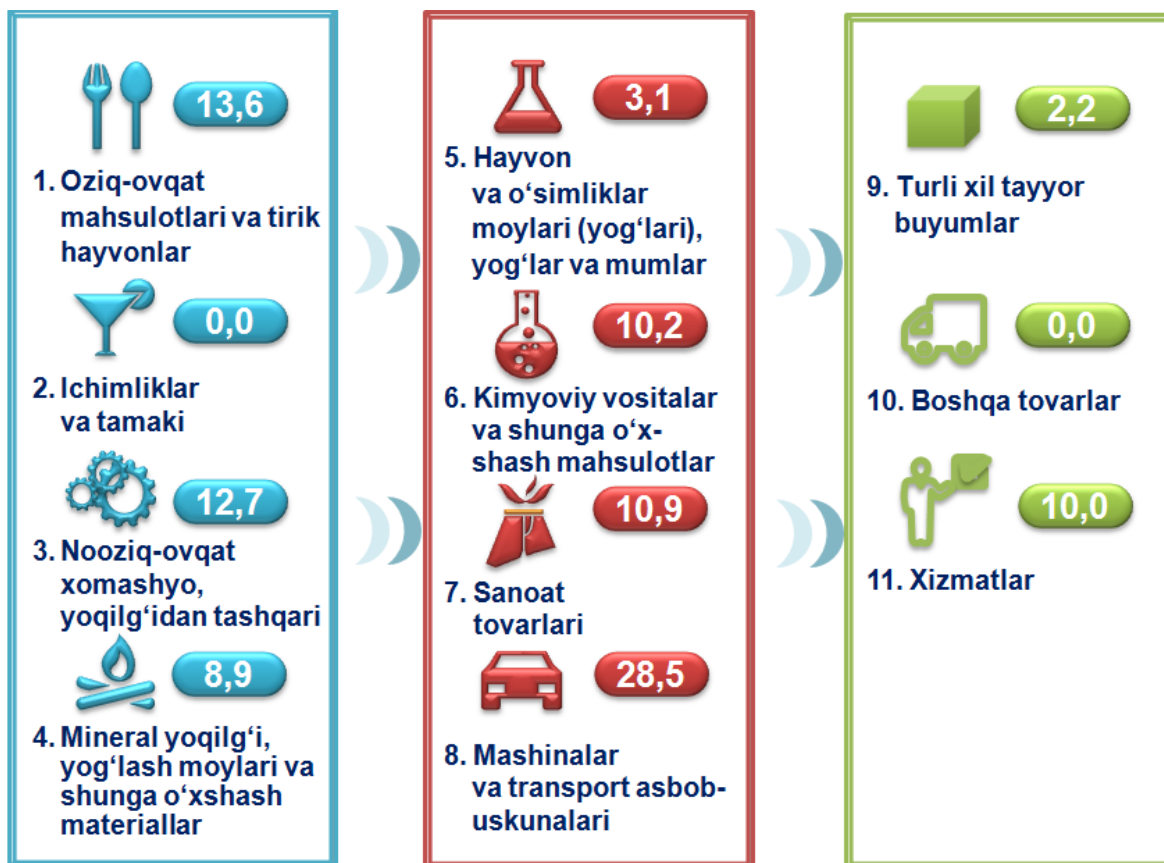 13,6
1. Oziq-ovqat
mahsulotlari va tirik
hayvonlar
0,0
2. Ichimliklar
va tamaki
12,7
3. Nooziq-ovqat
xomashyo,
yoqilg‘idan tashqari
8,9
4. Mineral yoqilg‘i,
yog‘lash moylari va
shunga o‘xshash
materiallar
3,1
5. Hayvon
va o‘simliklar
moylari (yog‘lari),
yog‘lar va mumlar
10,2
6. Kimyoviy vositalar
va shunga o‘x-
shash mahsulotlar
10,9
7. Sanoat
tovarlari
28,5
8. Mashinalar
va transport asbob-
uskunalari
2,2
9. Turli xil tayyor
buyumlar
0,0
10. Boshqa tovarlar
10,0
11. Xizmatlar